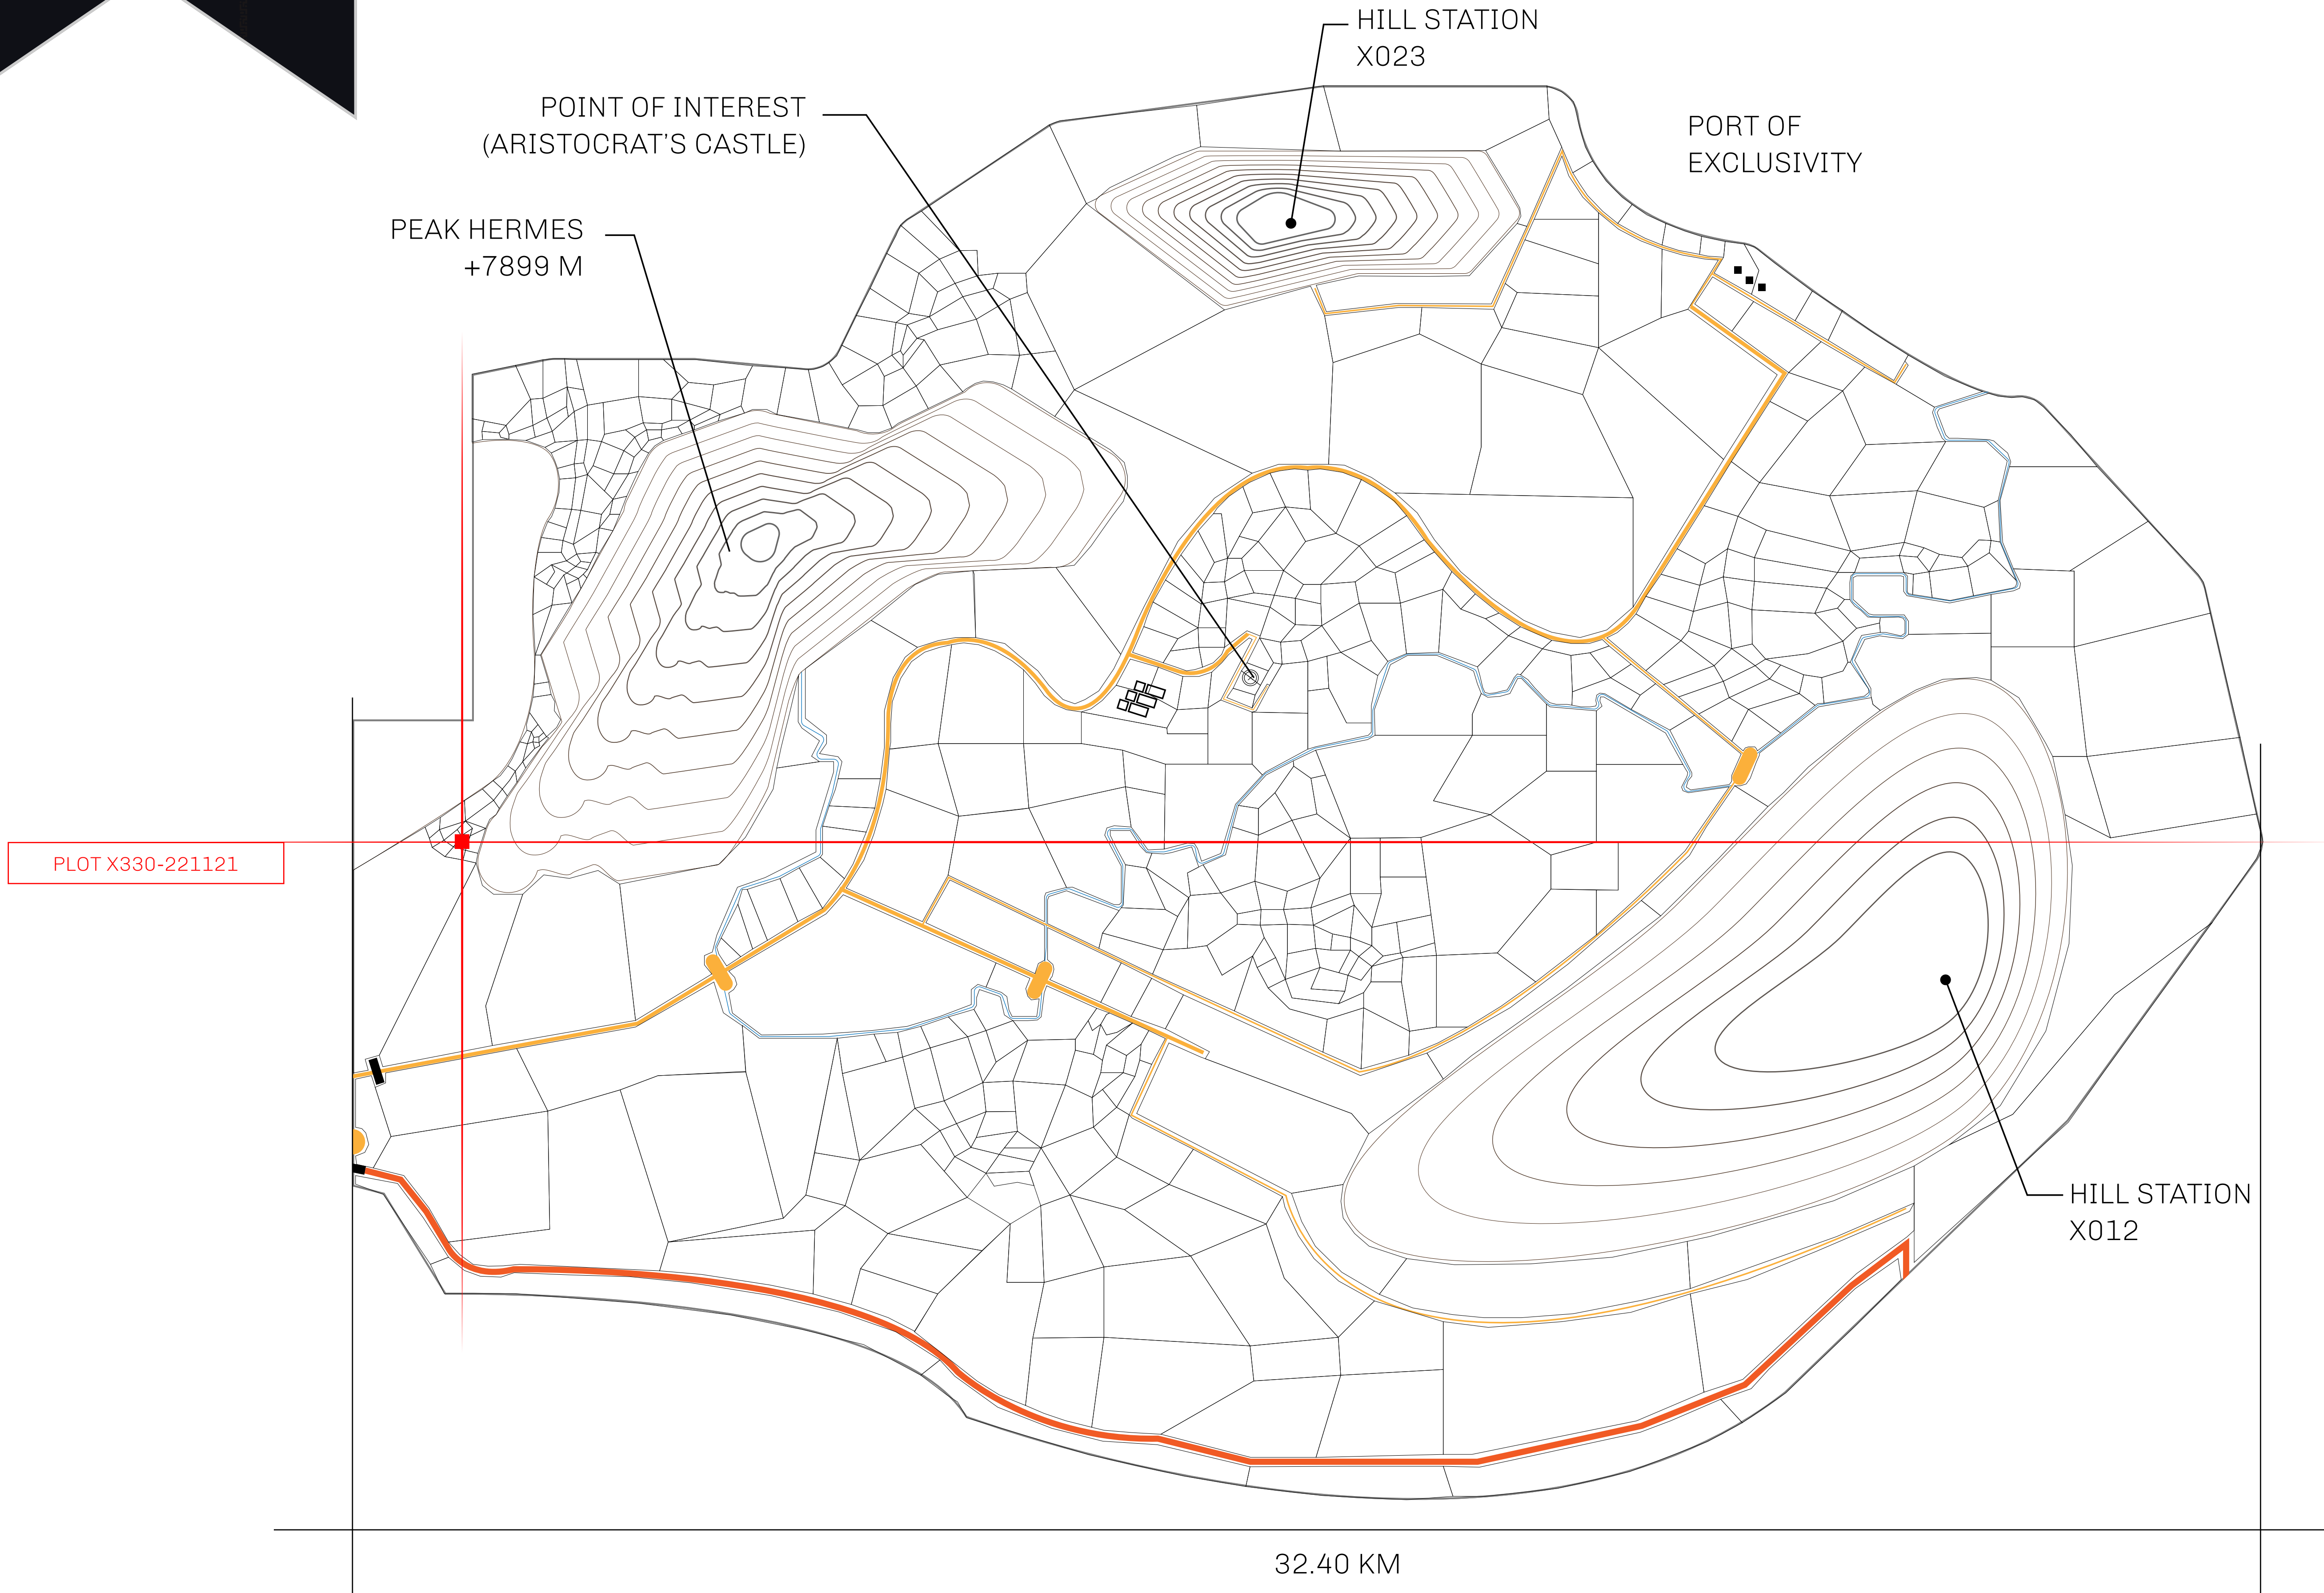 HILL STATION
X023
POINT OF INTEREST
(ARISTOCRAT'S CASTLE)
PORT OF
EXCLUSIVITY
PEAK HERMES
+7899 M
PLOT X330-221121
HILL STATION
X012
32.40 KM